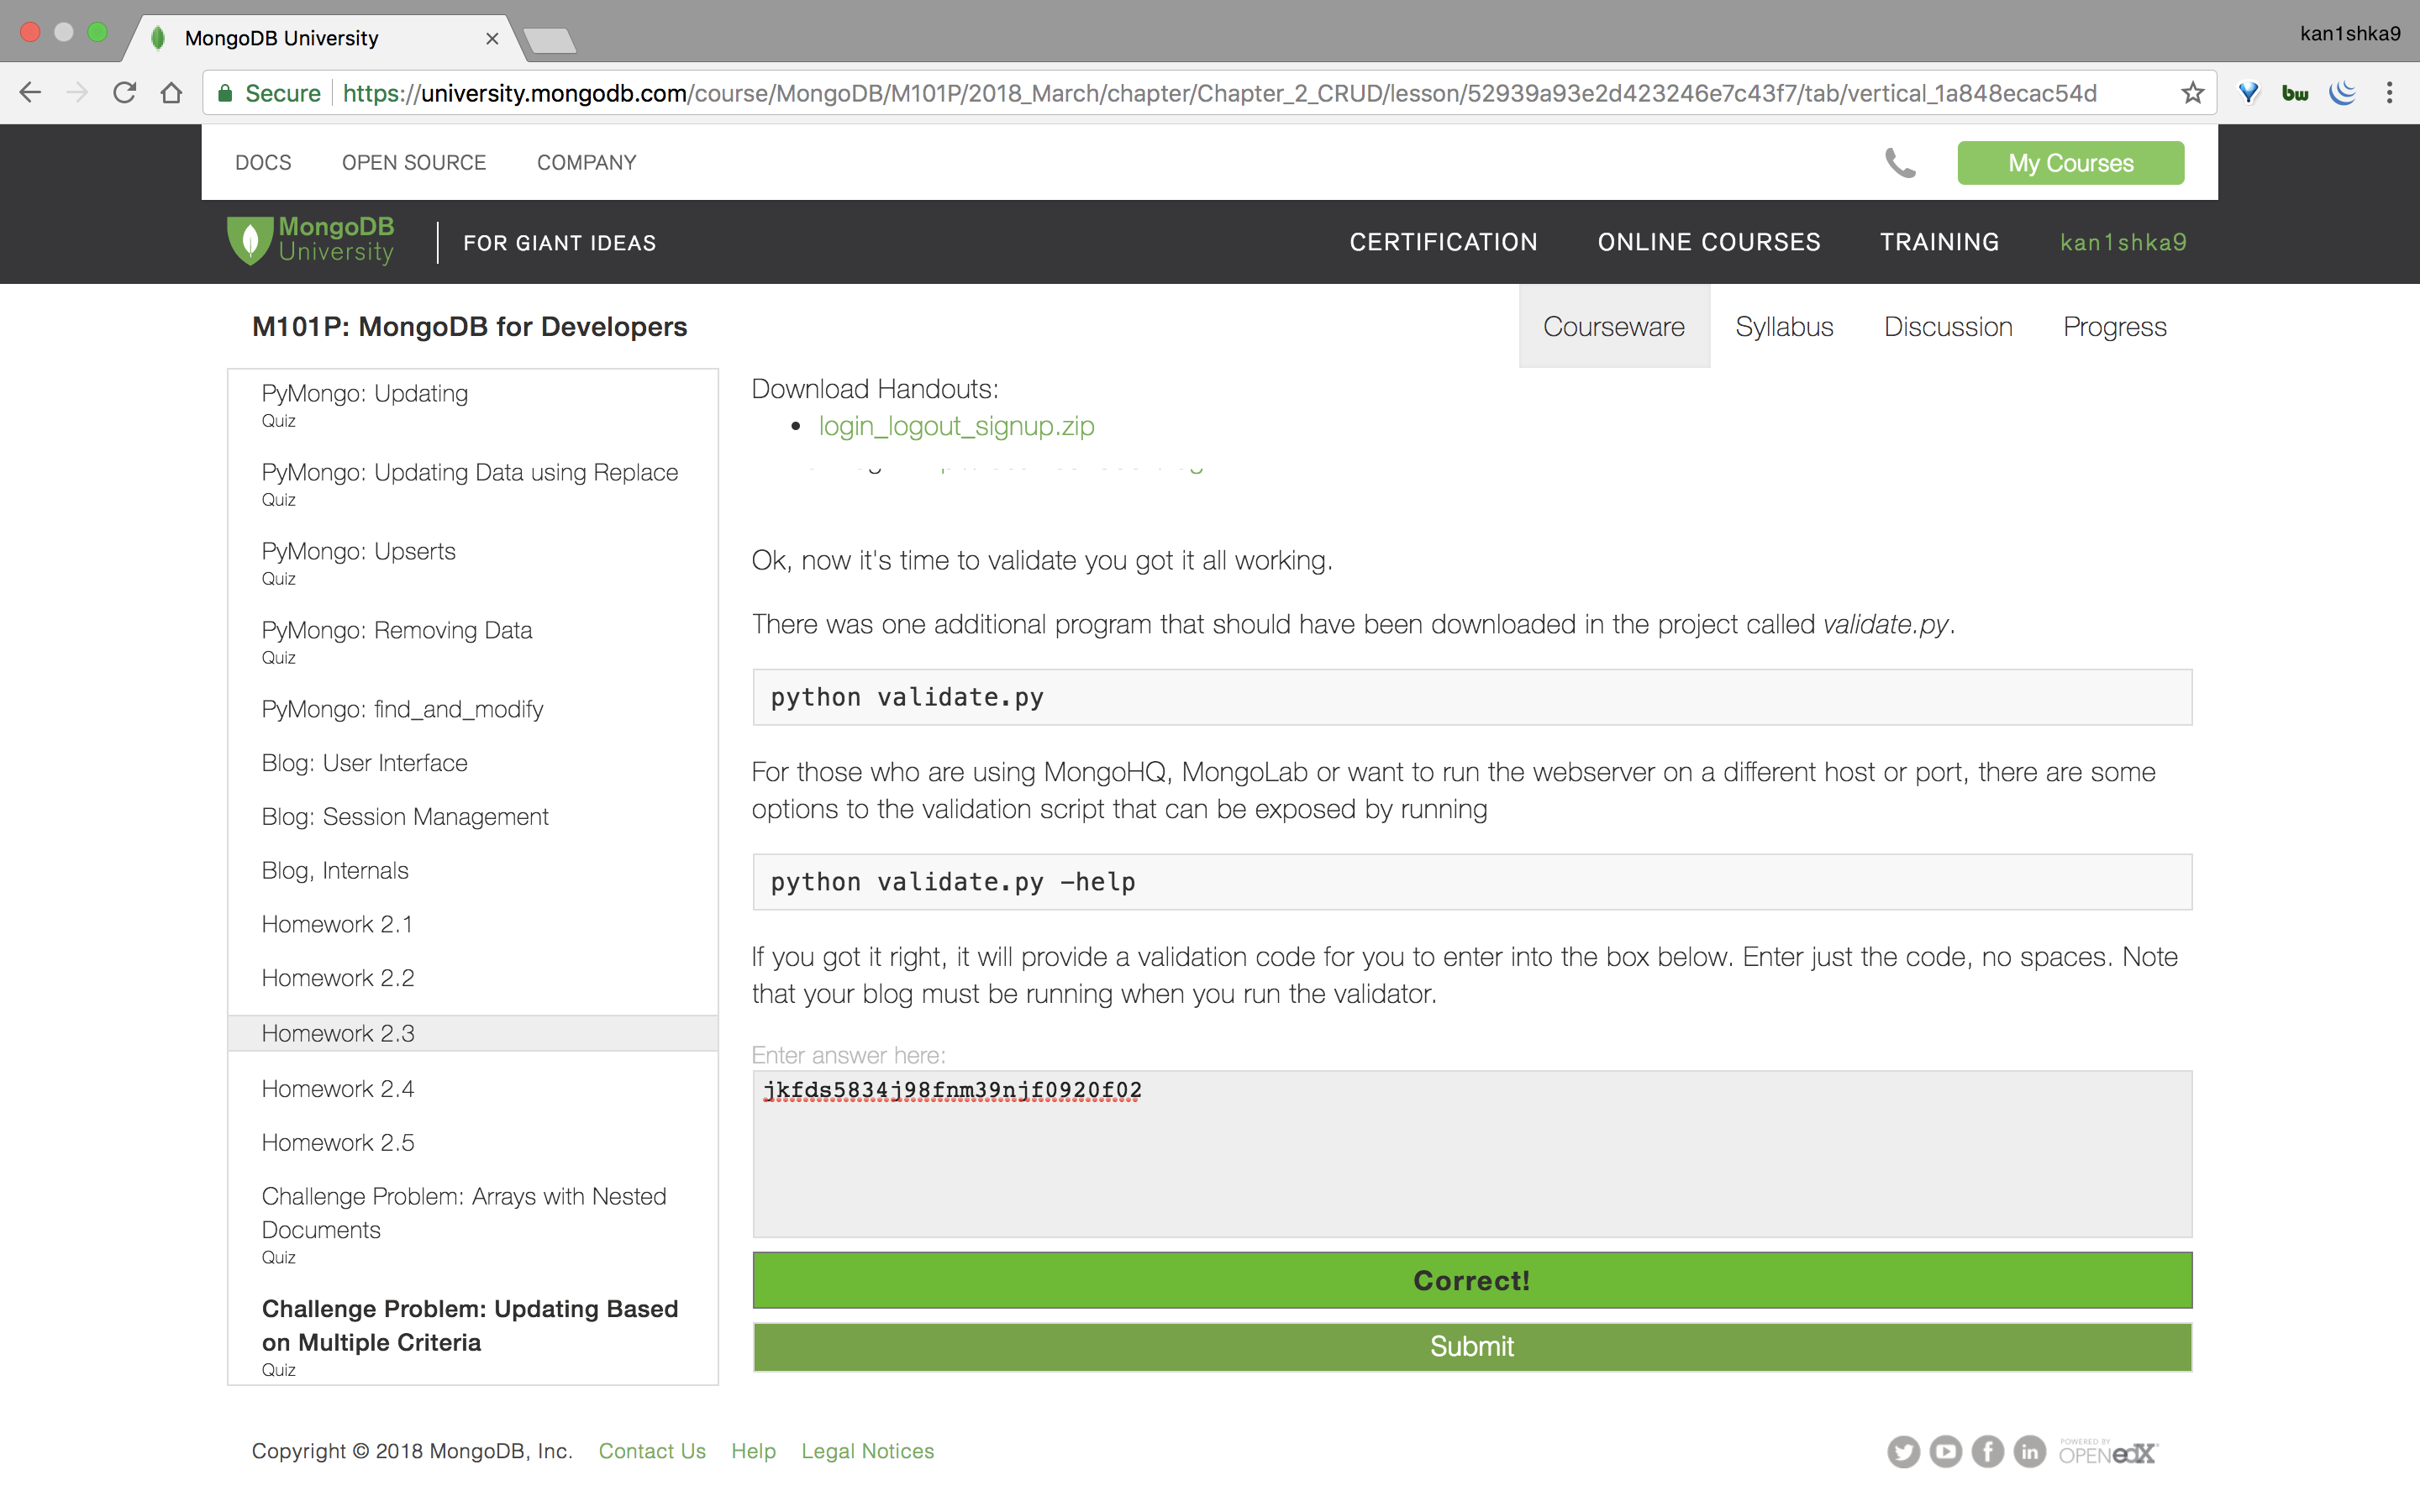 MongoDB University
kan1shka9
Secure https://university.mongodb.com/course/MongoDB/M101P/2018_March/chapter/Chapter_2_CRUD/lesson/52939a93e2d423246e7c43f7/tab/vertical_1a848ecac54d
bw
DOCS OPEN SOURCE COMPANY
My Courses
MongoDB University
FOR GIANT IDEAS
CERTIFICATION ONLINE COURSES TRAINING kan1shka9
M101P: MongoDB for Developers
Courseware Syllabus Discussion Progress
PyMongo: Updating
Quiz
PyMongo: Updating Data using Replace
Quiz
PyMongo: Upserts
Quiz
PyMongo: Removing Data
Quiz
PyMongo: find_and_modify
Blog: User Interface
Blog: Session Management
Blog, Internals
Homework 2.1
Homework 2.2
Homework 2.3
Homework 2.4
Homework 2.5
Challenge Problem: Arrays with Nested
Documents
Quiz
Challenge Problem: Updating Based
on Multiple Criteria
Quiz
Download Handouts:
login_logout_signup.zip
Ok, now it's time to validate you got it all working.
There was one additional program that should have been downloaded in the project called validate.py.
python validate.py
For those who are using MongoHQ, MongoLab or want to run the webserver on a different host or port, there are some
options to the validation script that can be exposed by running
python validate.py -help
If you got it right, it will provide a validation code for you to enter into the box below. Enter just the code, no spaces. Note
that your blog must be running when you run the validator.
Enter answer here:
jkfds5834j98fnm39njf0920f02
Correct!
Submit
Copyright © 2018 MongoDB, Inc. Contact Us Help Legal Notices
POWERED BY
OPEN edX